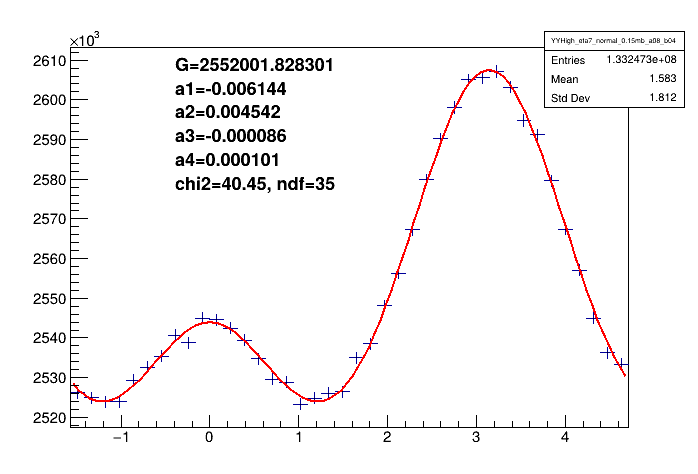 ×10³
YYHigh_eta7_normal_0.15mb_a08_b04
Entries 1.332473e+08
Mean 1.583
Std Dev 1.812
G=2552001.828301
a1=-0.006144
a2=0.004542
a3=-0.000086
a4=0.000101
chi2=40.45, ndf=35
2610
2600
2590
2580
2570
2560
2550
2540
2530
2520
−1 0 1 2 3 4